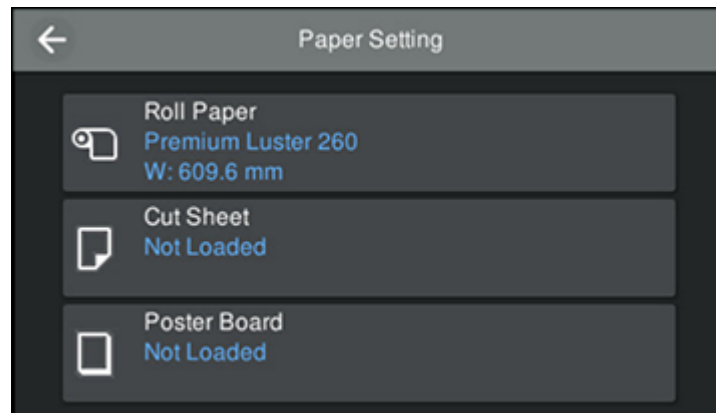 Paper Setting
Roll Paper
Premium Luster 260
W: 609.6 mm
Cut Sheet
Not Loaded
Poster Board
Not Loaded